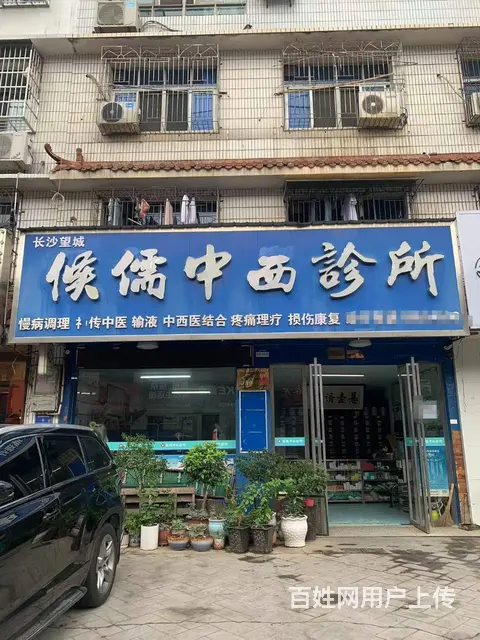 长沙望城
候儒中西診所
慢病调理 传中医 输液 中西医结合 疼痛理疗 损伤康复
百姓网用户上传